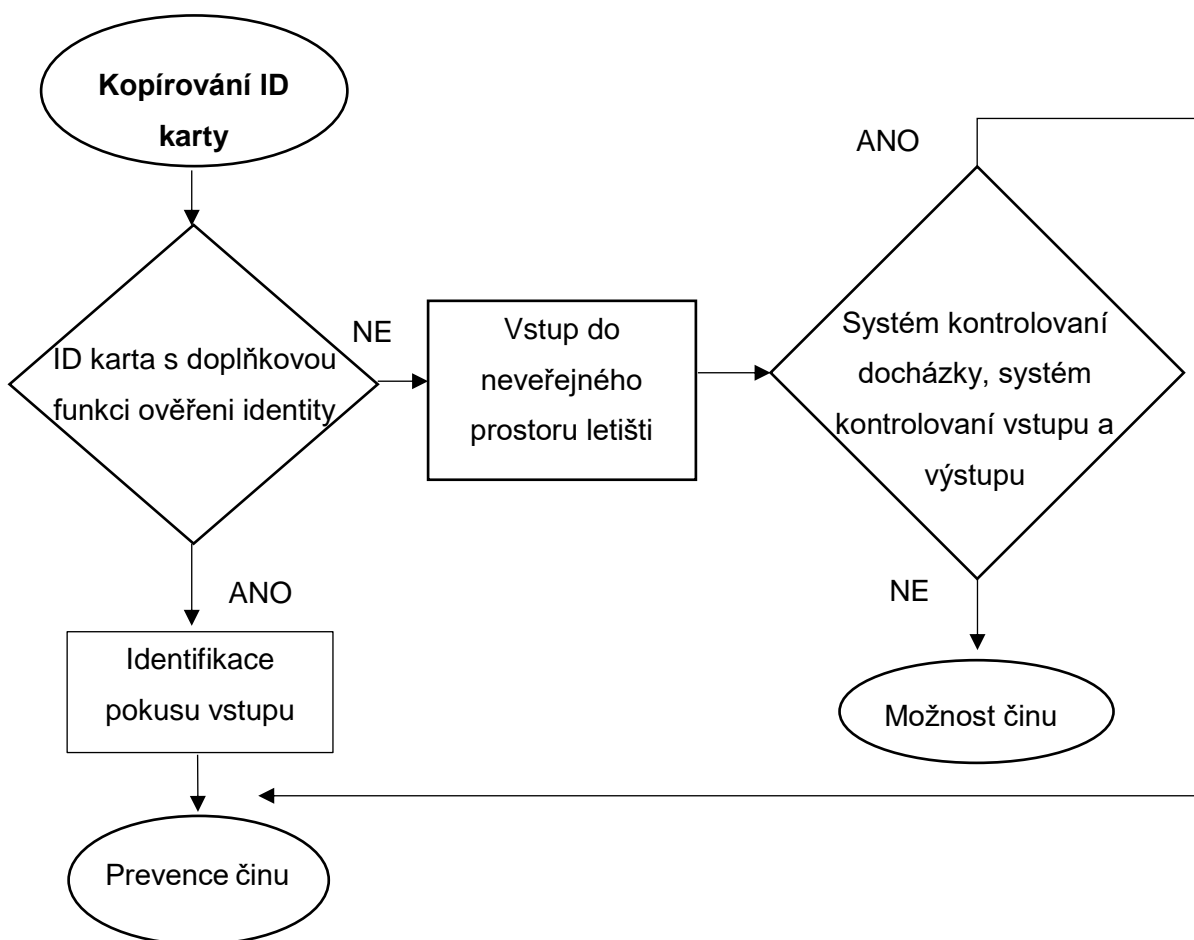 Kopírování ID
karty
ID karta s doplňkovou
funkci ověřeni identity
NE
Vstup do
neveřejného
prostoru letišti
ANO
Systém kontrolovaní
docházky, systém
kontrolovaní vstupu a
výstupu
NE
Možnost činu
ANO
Identifikace
pokusu vstupu
Prevence činu